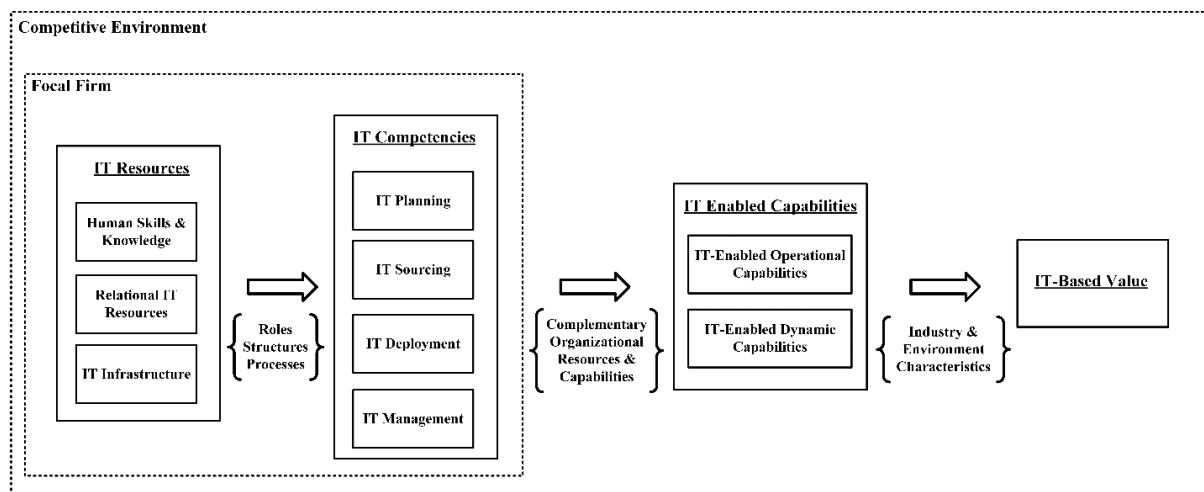 Competitive Environment
Focal Firm
IT Resources
Human Skills &
Knowledge
Relational IT
Resources
IT Infrastructure
Roles
Structures
Processes
IT Competencies
IT Planning
IT Sourcing
IT Deployment
IT Management
Complementary
Organizational
Resources &
Capabilities
IT Enabled Capabilities
IT-Enabled Operational
Capabilities
IT-Enabled Dynamic
Capabilities
Industry &
Environment
Characteristics
IT-Based Value